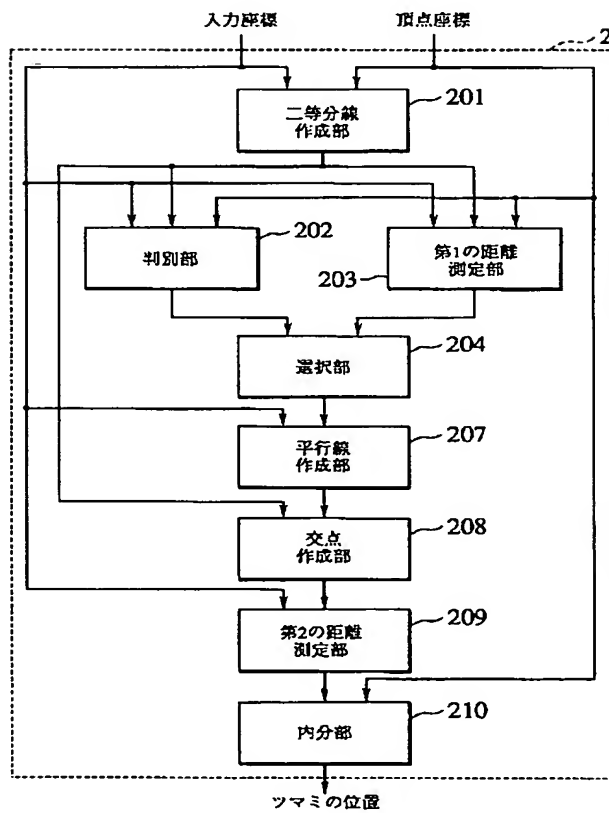 入力座標
頂点座標
2
二等分線
作成部
201
判別部
202
第1の距離
測定部
203
選択部
204
平行線
作成部
207
交点
作成部
208
第2の距離
測定部
209
内分部
210
ツマミの位置